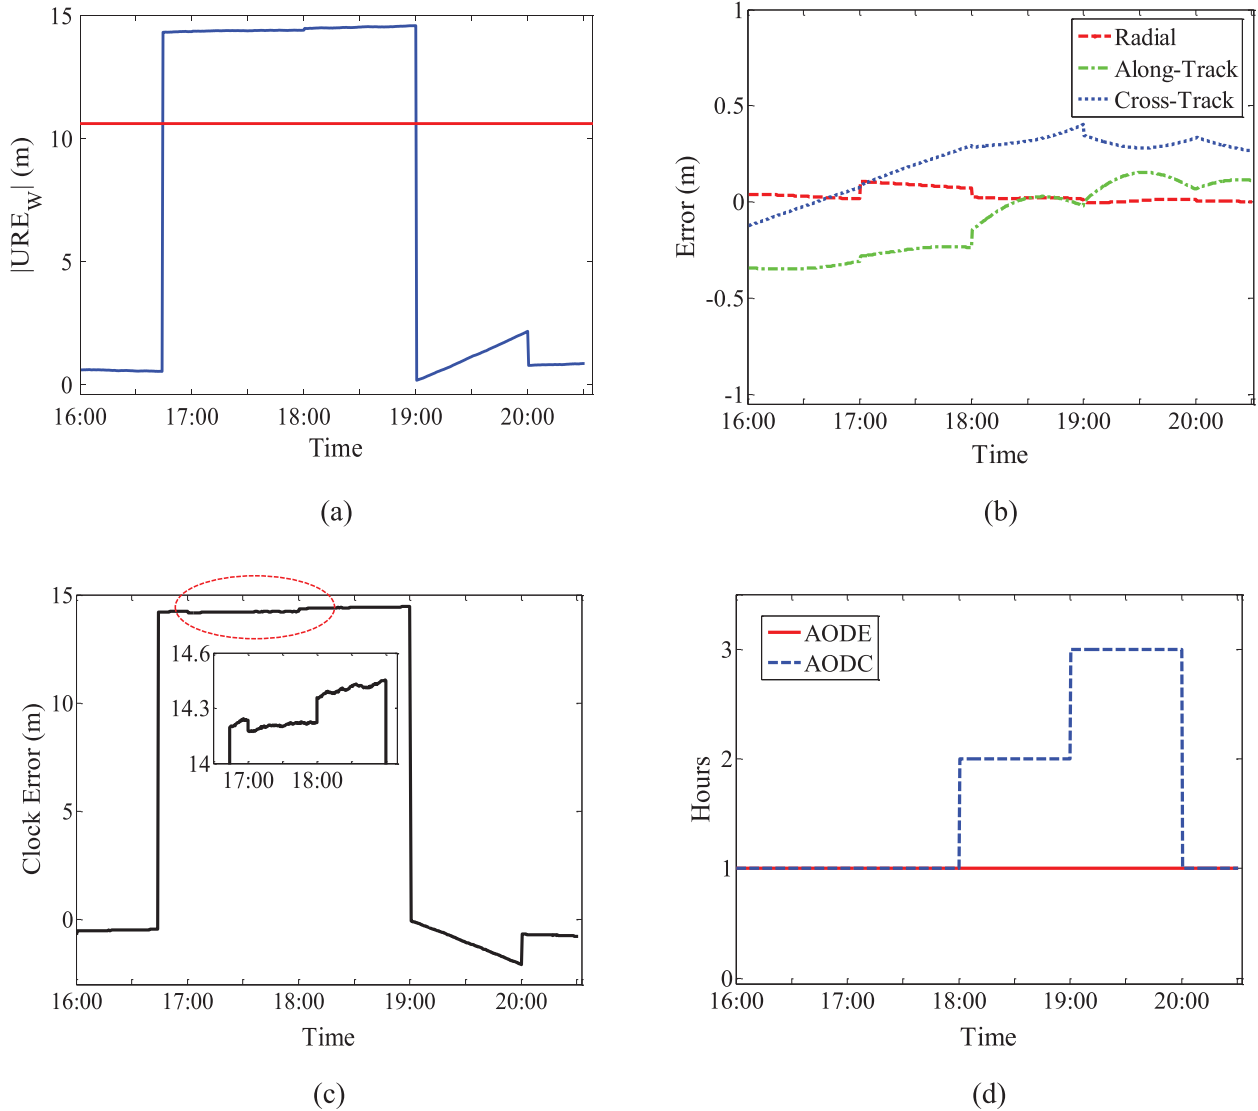 15
10
5
0
|URE_W| (m)
16:00 17:00 18:00 19:00 20:00
Time
(a)
1
0.5
0
-0.5
-1
Error (m)
Radial
Along-Track
Cross-Track
16:00 17:00 18:00 19:00 20:00
Time
(b)
15
10
5
0
Clock Error (m)
14.6
14.3
14
17:00 18:00
16:00 17:00 18:00 19:00 20:00
Time
(c)
3
2
1
0
Hours
AODE
AODC
16:00 17:00 18:00 19:00 20:00
Time
(d)